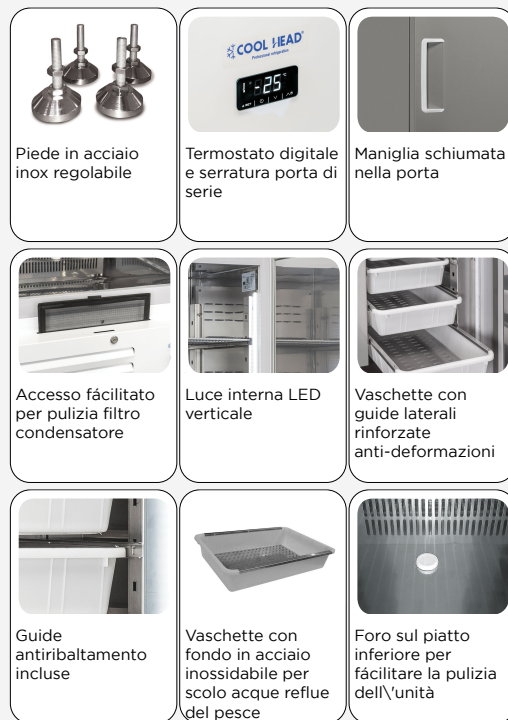 COOL HEAD
Professional Refrigeration
-25
SET
Piede in acciaio
inox regolabile
Termostato digitale
e serratura porta di
serie
Maniglia schiumata
nella porta
Accesso fácilitato
per pulizia filtro
condensatore
Luce interna LED
verticale
Vaschette con
guide laterali
rinforzate
anti-deformazioni
Guide
antiribaltamento
incluse
Vaschette con
fondo in acciaio
inossidabile per
scolo acque reflue
del pesce
Foro sul piatto
inferiore per
fácilitare la pulizia
dell\'unità